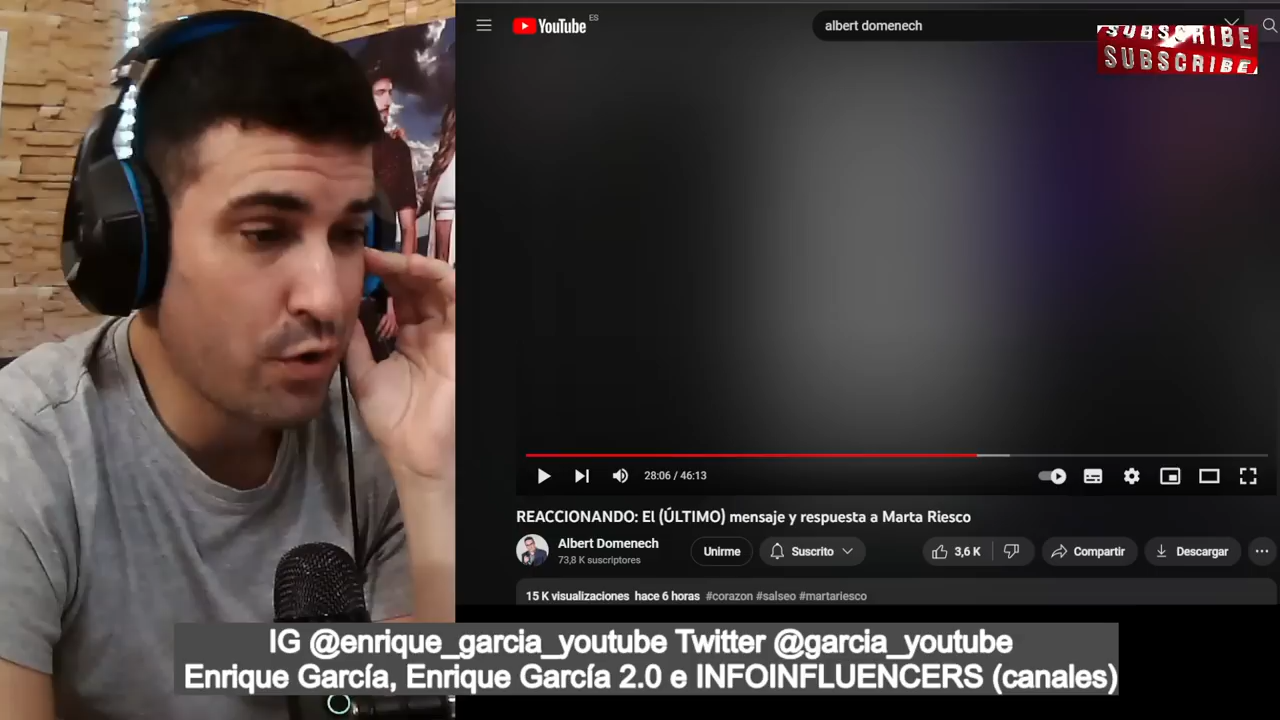 YouTube ES
albert domenech
SUBSCRIBE
SUBSCRIBE
28:06 / 46:13
REACCIONANDO: El (ÚLTIMO) mensaje y respuesta a Marta Riesco
Albert Domenech
73,8 K suscriptores
Unirme
Suscrito
3,6 K
Compartir
Descargar
15 K visualizaciones hace 6 horas #corazon #salseo #martariesco
IG @enrique_garcia_youtube Twitter @garcia_youtube
Enrique García, Enrique García 2.0 e INFOINFLUENCERS (canales)